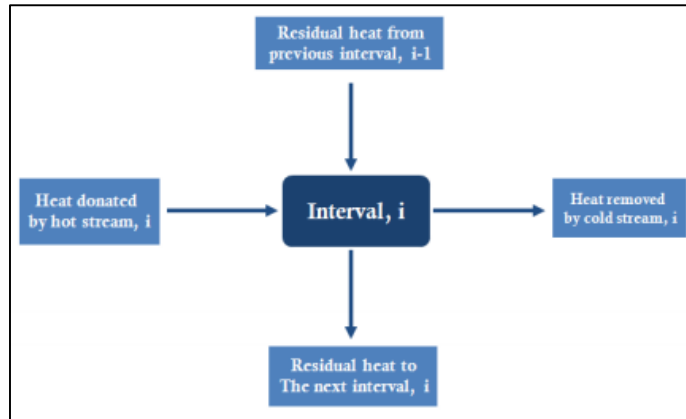 Residual heat from
previous interval, i-1
Heat donated
by hot stream, i
Interval, i
Heat removed
by cold stream, i
Residual heat to
The next interval, i